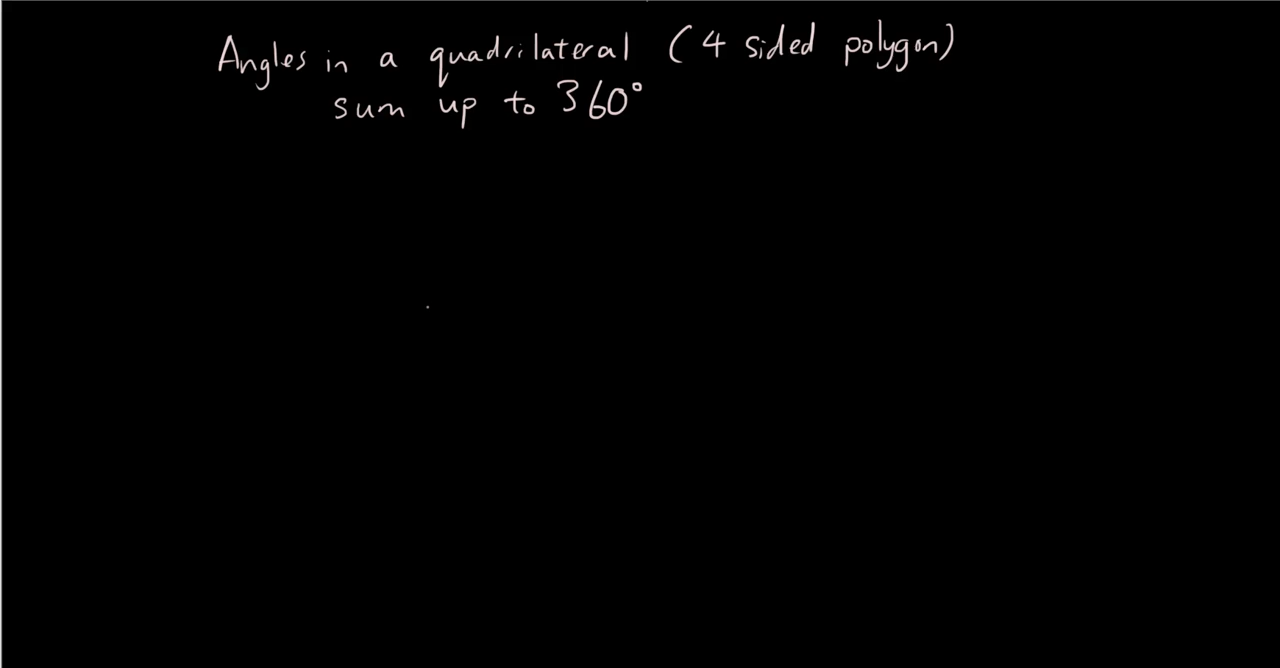 Angles in a quadrilateral (4 sided polygon)
sum up to 360°